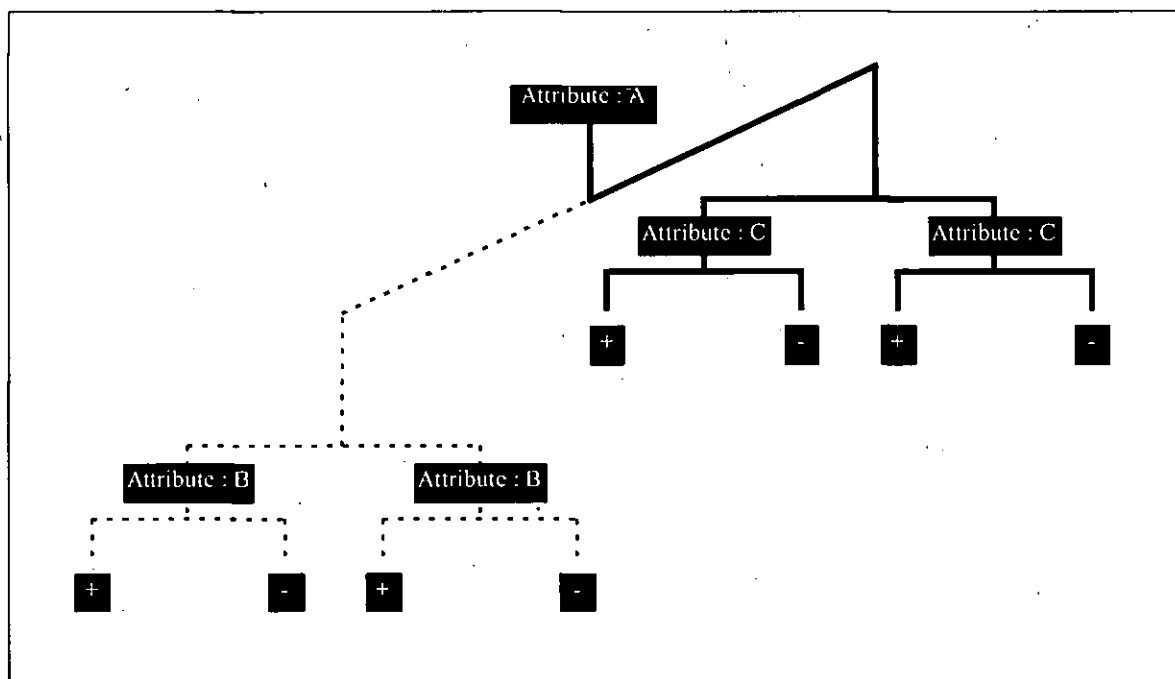 Attribute : A
Attribute : C
Attribute : C
+
-
+
-
Attribute : B
Attribute : B
+
-
+
-